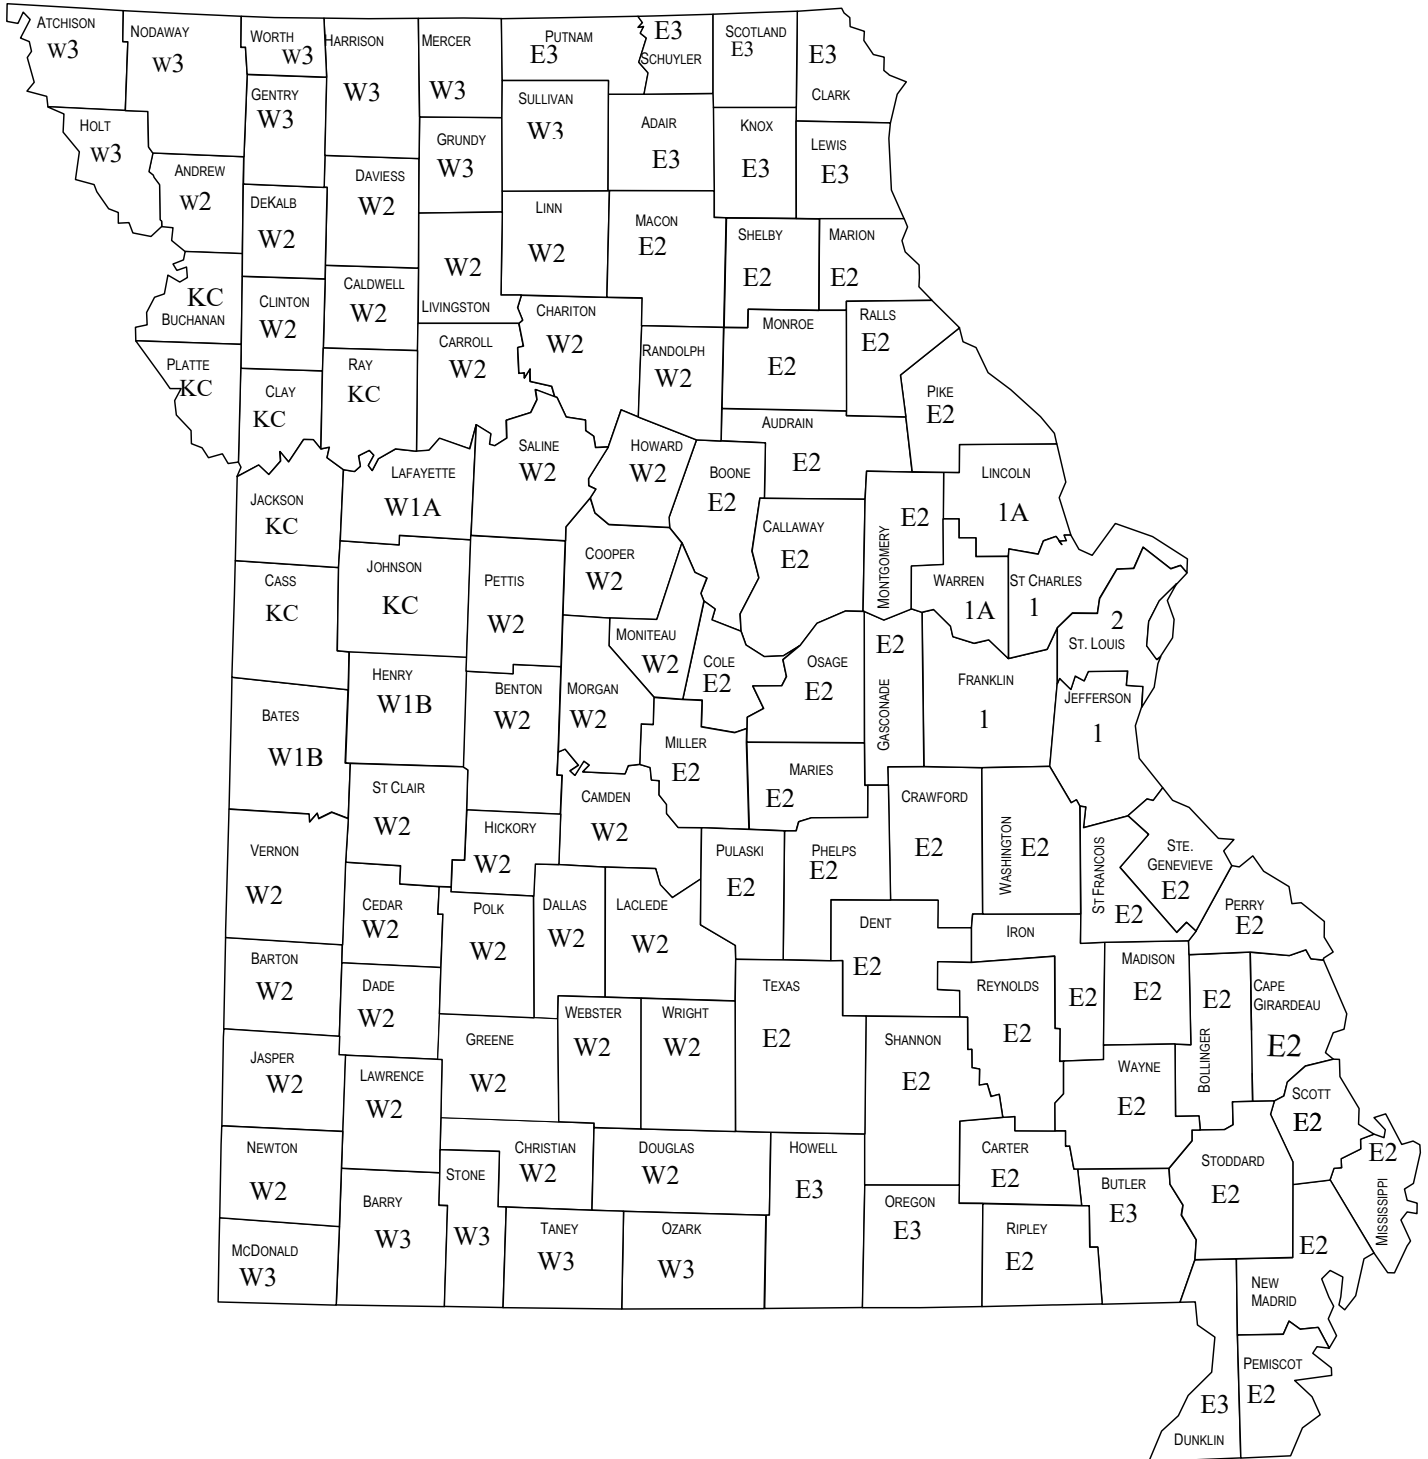 ATCHISON
W3
NODAWAY
W3
WORTH
W3
HARRISON
W3
MERCER
W3
PUTNAM
E3
E3
SCHUYLER
SCOTLAND
E3
E3
CLARK
HOLT
W3
GENTRY
W3
SULLIVAN
W3
ADAIR
E3
KNOX
E3
LEWIS
E3
ANDREW
W2
DEKALB
W2
DAVIESS
W2
GRUNDY
W3
LINN
W2
MACON
E2
SHELBY
E2
MARION
E2
KC
BUCHANAN
CLINTON
W2
CALDWELL
W2
W2
LIVINGSTON
CHARITON
W2
MONROE
E2
RALLS
E2
PLATTE
KC
CLAY
KC
RAY
KC
CARROLL
W2
RANDOLPH
W2
PIKE
E2
AUDRAIN
E2
SALINE
W2
HOWARD
W2
BOONE
E2
JACKSON
KC
LAFAYETTE
W1A
LINCOLN
1A
CALLAWAY
E2
E2
MONTGOMERY
CASS
KC
JOHNSON
KC
PETTIS
W2
COOPER
W2
WARREN
1A
ST CHARLES
1
2
ST. LOUIS
MONITEAU
W2
COLE
E2
OSAGE
E2
E2
GASCONADE
FRANKLIN
1
JEFFERSON
1
BATES
W1B
HENRY
W1B
BENTON
W2
MORGAN
W2
MILLER
E2
MARIES
E2
ST CLAIR
W2
HICKORY
W2
CAMDEN
W2
CRAWFORD
E2
WASHINGTON
E2
VERNON
W2
PULASKI
E2
PHELPS
E2
ST FRANCOIS
E2
STE.
GENEVIEVE
E2
CEDAR
W2
POLK
W2
DALLAS
W2
LACLEDE
W2
DENT
E2
IRON
E2
PERRY
E2
BARTON
W2
DADE
W2
TEXAS
E2
REYNOLDS
E2
MADISON
E2
E2
BOLLINGER
CAPE
GIRARDEAU
E2
JASPER
W2
LAWRENCE
W2
GREENE
W2
WEBSTER
W2
WRIGHT
W2
SHANNON
E2
WAYNE
E2
SCOTT
E2
NEWTON
W2
CHRISTIAN
W2
DOUGLAS
W2
HOWELL
E3
CARTER
E2
STODDARD
E2
E2
MISSISSIPPI
BARRY
W3
STONE
W3
TANEY
W3
OZARK
W3
OREGON
E3
RIPLEY
E2
BUTLER
E3
E2
NEW
MADRID
MCDONALD
W3
PEMISCOT
E2
E3
DUNKLIN